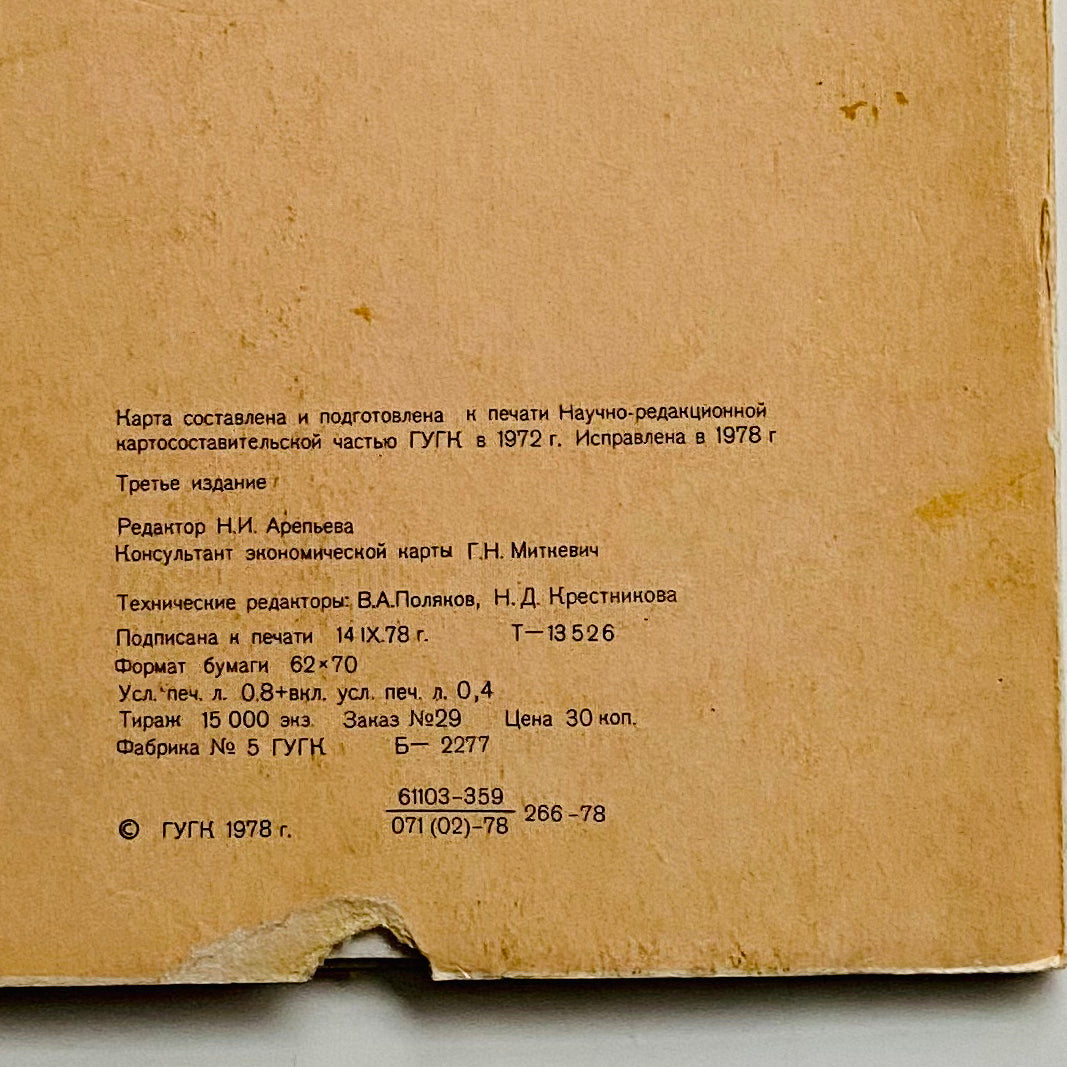 Карта составлена и подготовлена к печати Научно-редакционной
картосоставительской частью ГУГК в 1972 г. Исправлена в 1978 г
Третье издание
Редактор Н.И. Арепьева
Консультант экономической карты Г.Н. Миткевич
Технические редакторы: В.А.Поляков, Н.Д. Крестникова
Подписана к печати 14 IX.78 г. Т—13526
Формат бумаги 62×70
Усл. печ. л. 0,8+вкл. усл. печ. л. 0,4
Тираж 15 000 экз. Заказ №29 Цена 30 коп.
Фабрика № 5 ГУГК Б— 2277
61103–359
© ГУГК 1978 г. 071 (02)–78 266–78